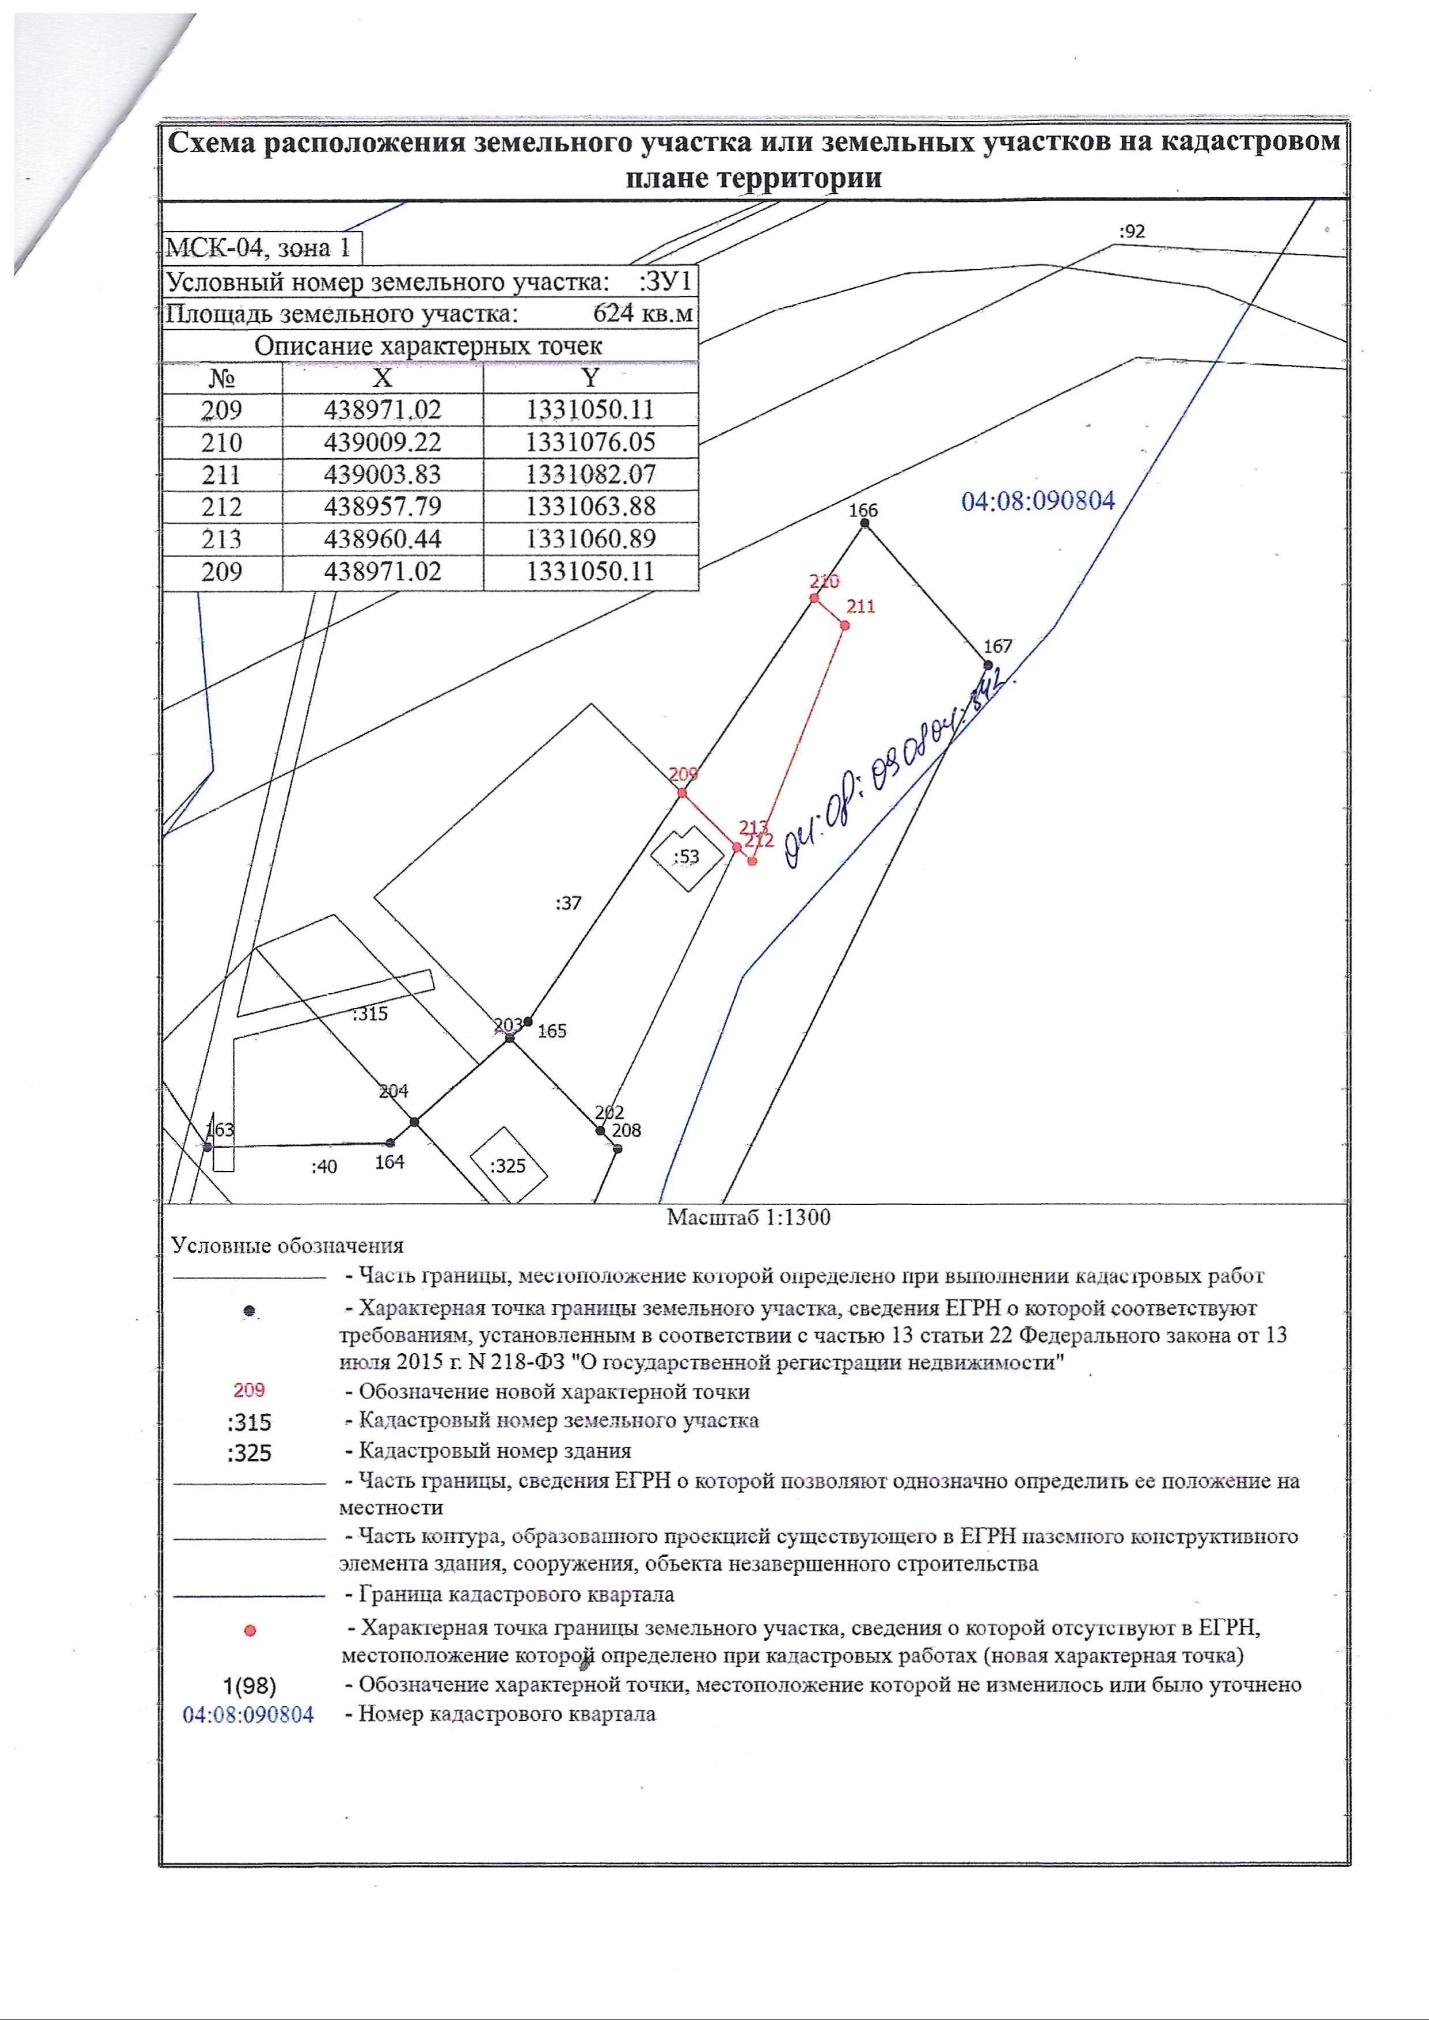 Схема расположения земельного участка или земельных участков на кадастровом
плане территории
МСК-04, зона 1
Условный номер земельного участка: :ЗУ1
Площадь земельного участка: 624 кв.м
Описание характерных точек
№ X Y
209 438971.02 1331050.11
210 439009.22 1331076.05
211 439003.83 1331082.07
212 438957.79 1331063.88
213 438960.44 1331060.89
209 438971.02 1331050.11
:92
04:08:090804
166
210
211
167
04:08:090804:342
209
213
212
:53
:37
:315
203
165
204
202
208
163
164
:40
:325
Масштаб 1:1300
Условные обозначения
- Часть границы, местоположение которой определено при выполнении кадастровых работ
- Характерная точка границы земельного участка, сведения ЕГРН о которой соответствуют
требованиям, установленным в соответствии с частью 13 статьи 22 Федерального закона от 13
июля 2015 г. N 218-ФЗ "О государственной регистрации недвижимости"
209 - Обозначение новой характерной точки
:315 - Кадастровый номер земельного участка
:325 - Кадастровый номер здания
- Часть границы, сведения ЕГРН о которой позволяют однозначно определить ее положение на
местности
- Часть контура, образованного проекцией существующего в ЕГРН наземного конструктивного
элемента здания, сооружения, объекта незавершенного строительства
- Граница кадастрового квартала
- Характерная точка границы земельного участка, сведения о которой отсутствуют в ЕГРН,
местоположение которой определено при кадастровых работах (новая характерная точка)
1(98) - Обозначение характерной точки, местоположение которой не изменилось или было уточнено
04:08:090804 - Номер кадастрового квартала